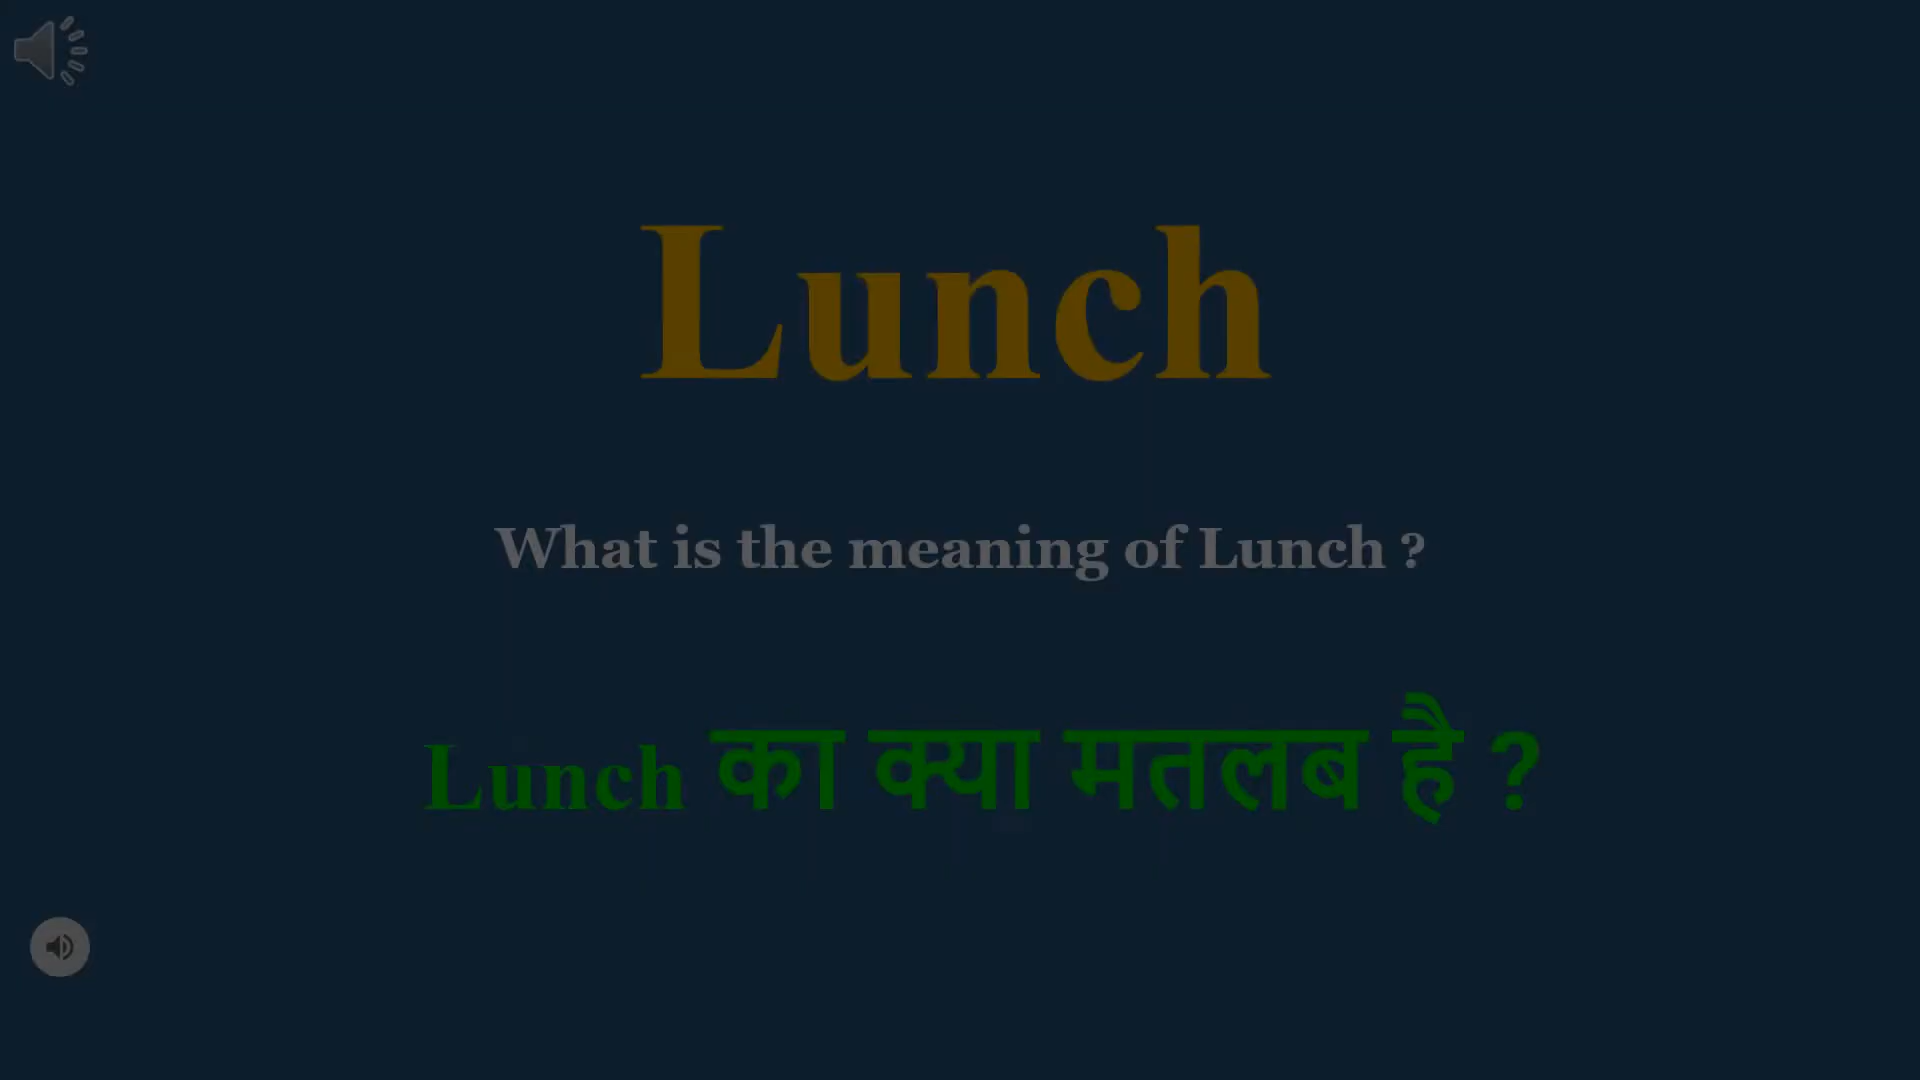 Lunch
What is the meaning of Lunch ?
Lunch का क्या मतलब है ?